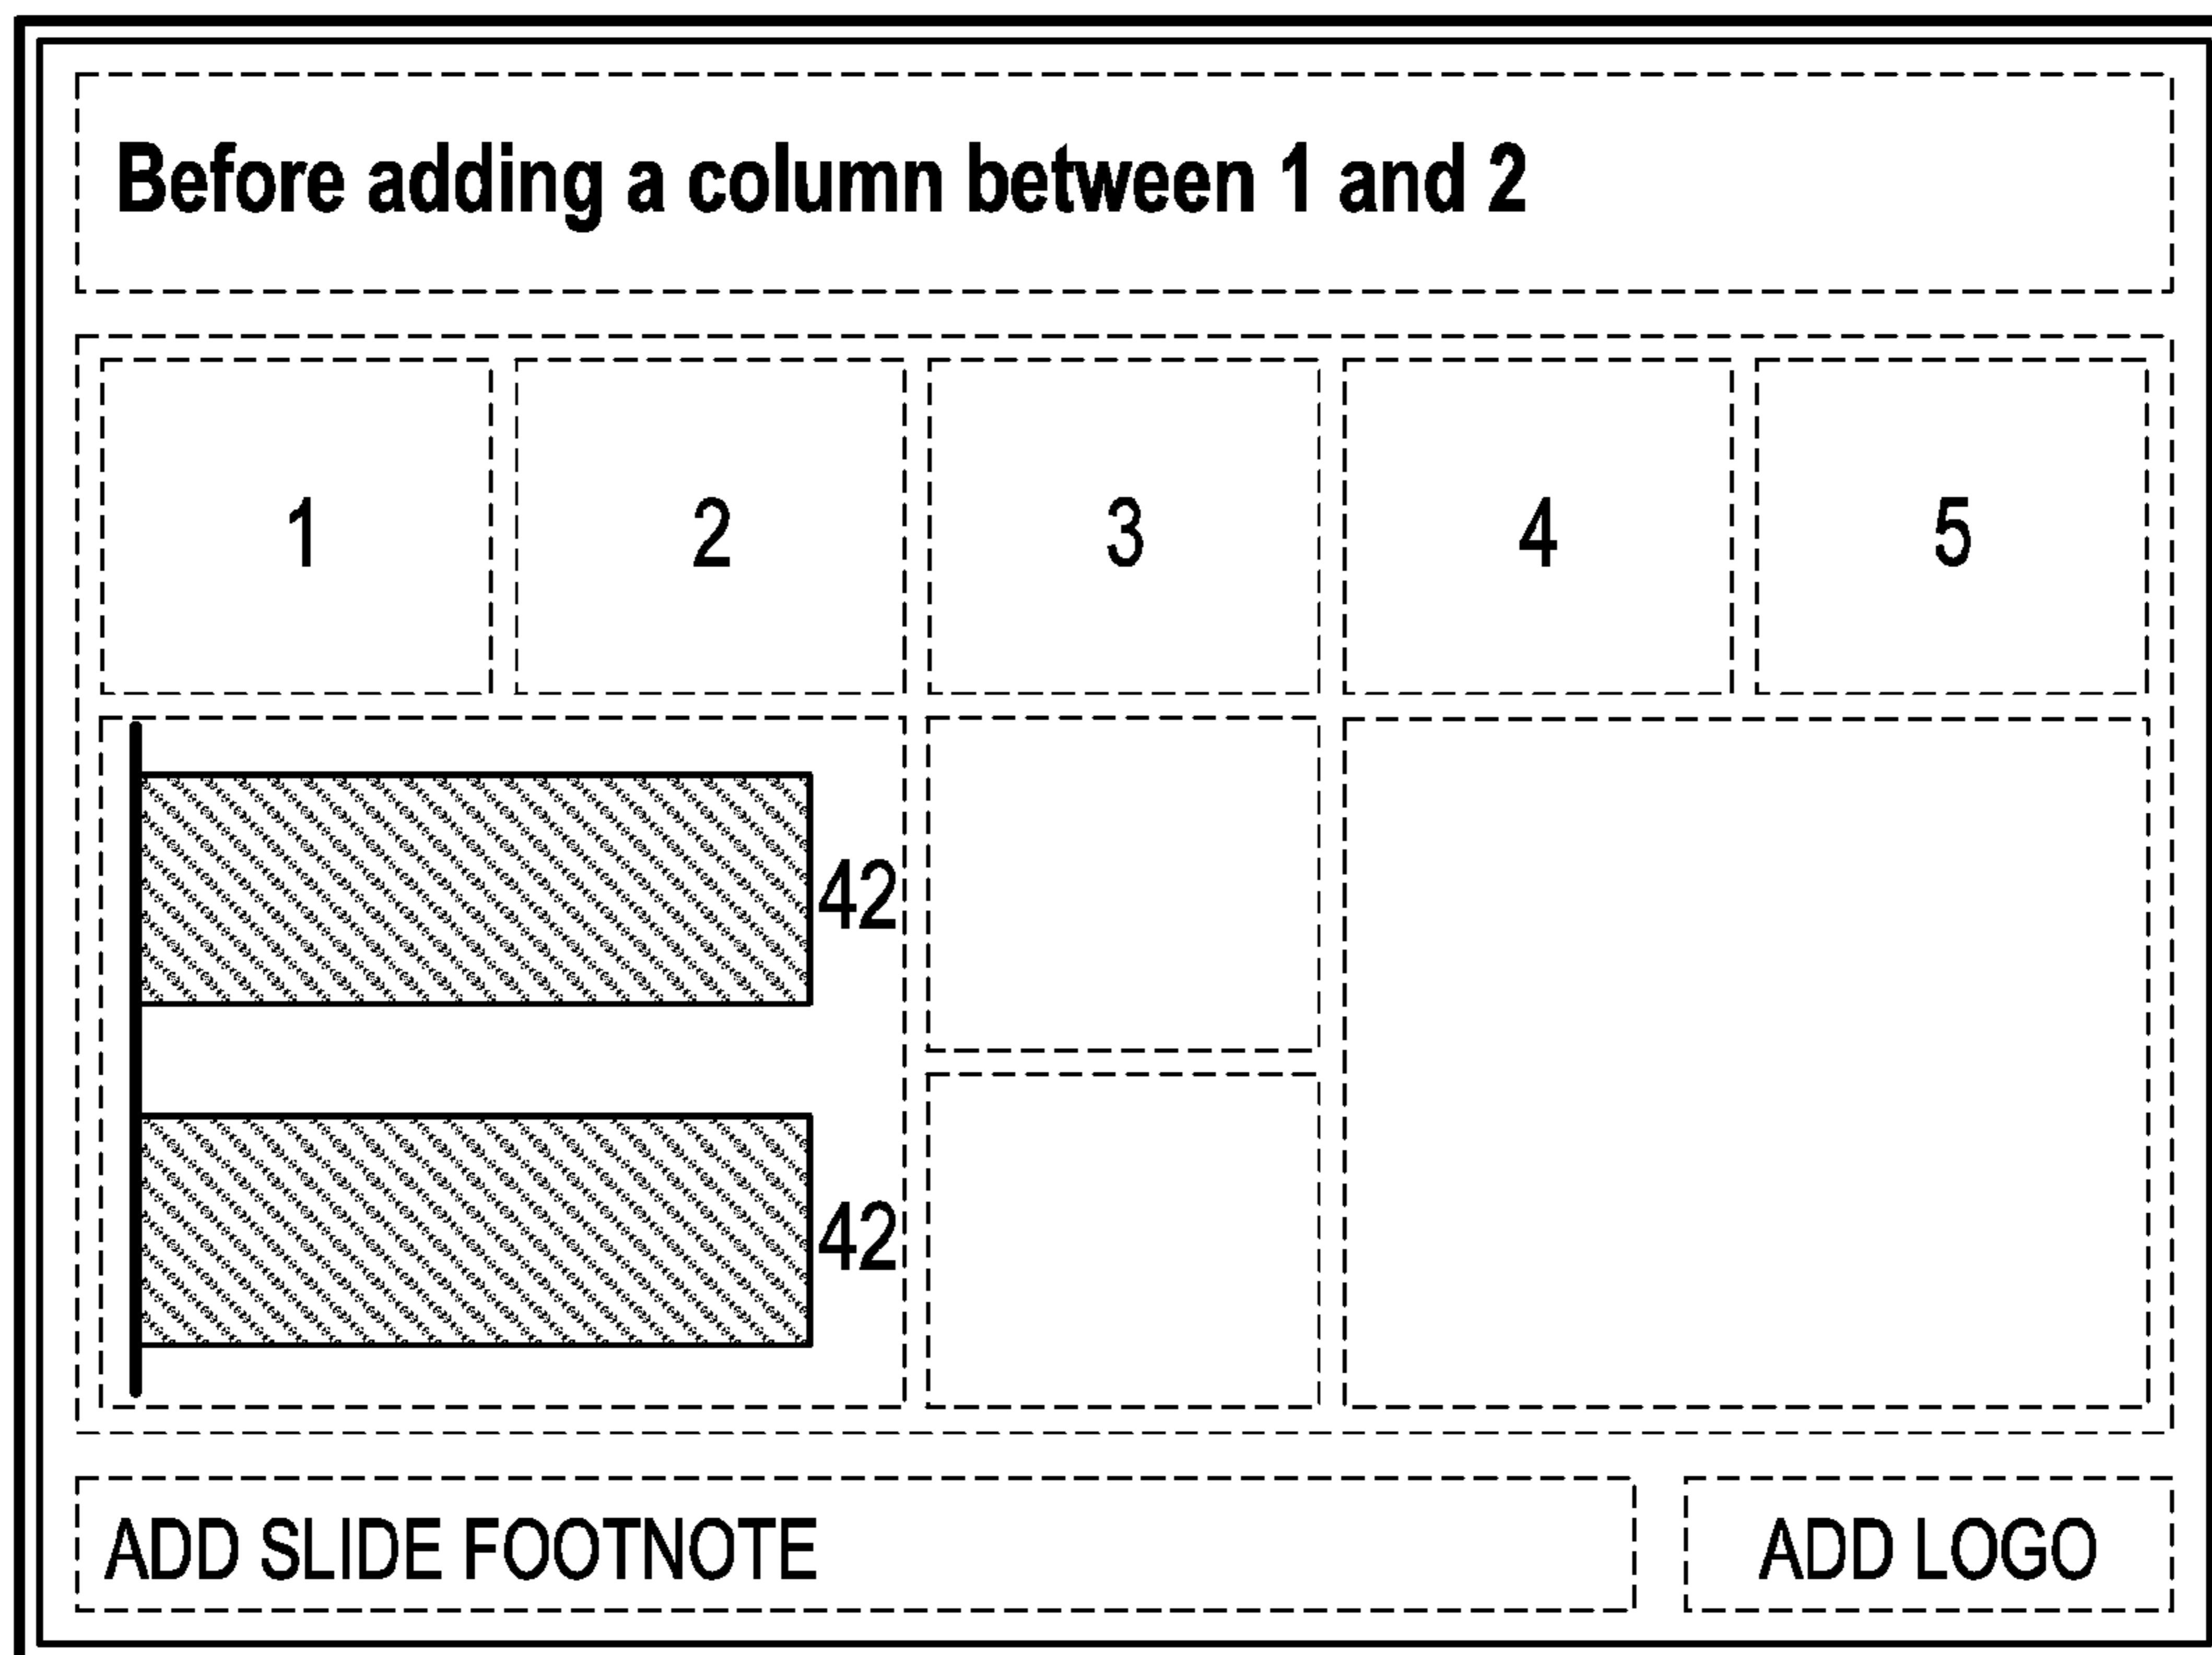 Before adding a column between 1 and 2
1 2 3 4 5
42
42
ADD SLIDE FOOTNOTE ADD LOGO